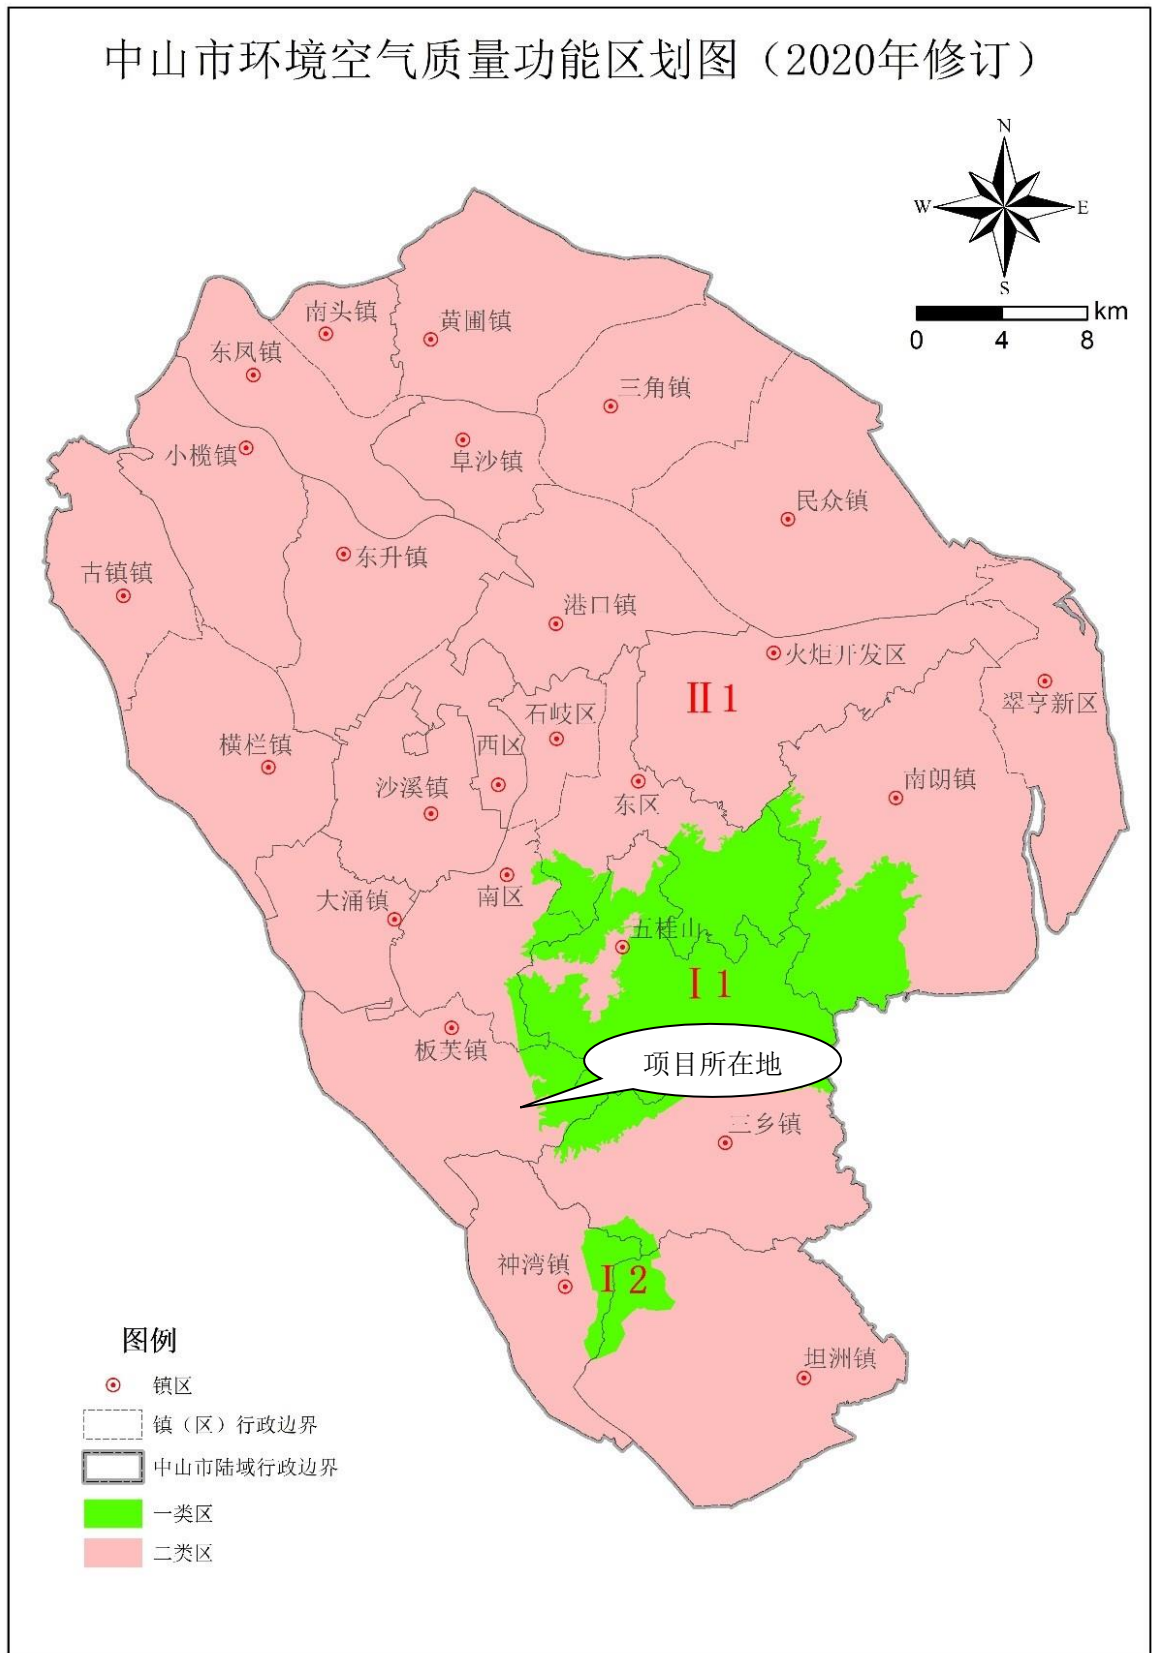 中山市环境空气质量功能区划图（2020年修订）
N
W
E
S
km
0 4 8
南头镇
黄圃镇
东凤镇
三角镇
小榄镇
阜沙镇
民众镇
东升镇
古镇镇
港口镇
火炬开发区
Ⅱ1
翠亨新区
石岐区
西区
横栏镇
沙溪镇
东区
南朗镇
大涌镇
南区
五桂山
Ⅰ1
板芙镇
项目所在地
三乡镇
神湾镇
Ⅰ2
坦洲镇
图例
镇区
镇（区）行政边界
中山市陆域行政边界
一类区
二类区